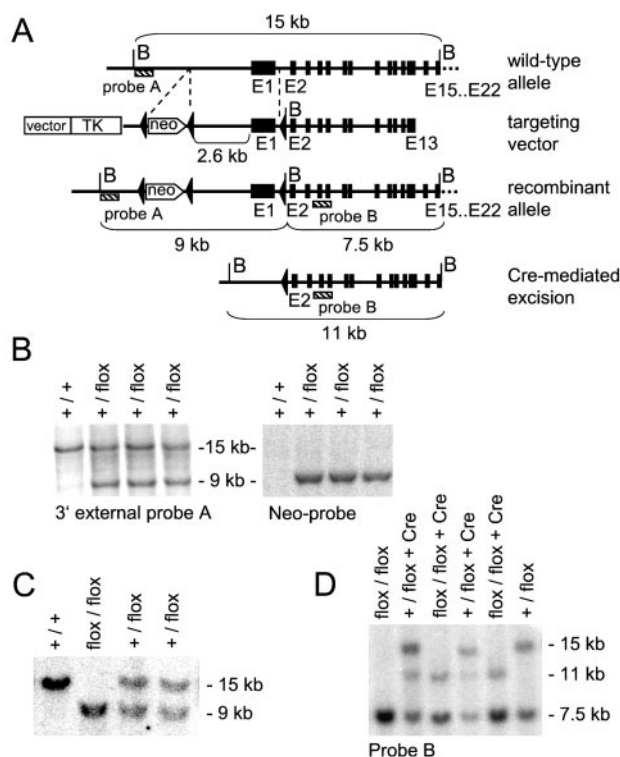 A
15 kb
B
B
probe A
E1
E2
E15..E22
wild-type
allele
vector
TK
neo
2.6 kb
B
E1
E2
E13
targeting
vector
B
probe A
neo
E1
B
E2
probe B
B
E15..E22
recombinant
allele
9 kb
7.5 kb
B
E2
probe B
B
Cre-mediated
excision
11 kb
B
+ / +
+ / flox
+ / flox
+ / flox
-15 kb-
- 9 kb
3‘ external probe A
+ / +
+ / flox
+ / flox
+ / flox
Neo-probe
C
+ / +
flox / flox
+ / flox
+ / flox
- 15 kb
- 9 kb
D
flox / flox
+ / flox + Cre
flox / flox + Cre
+ / flox + Cre
flox / flox + Cre
+ / flox
- 15 kb
- 11 kb
- 7.5 kb
Probe B